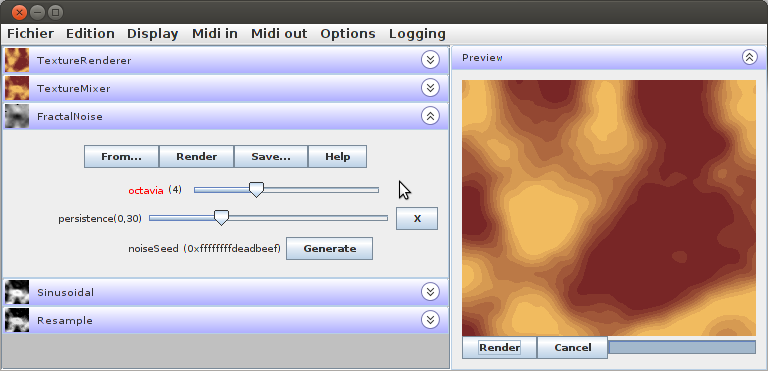 Fichier Edition Display Midi in Midi out Options Logging
TextureRenderer
TextureMixer
FractalNoise
From... Render Save... Help
octavia (4)
persistence(0,30) X
noiseSeed (0xffffffffdeadbeef) Generate
Sinusoidal
Resample
Preview
Render Cancel